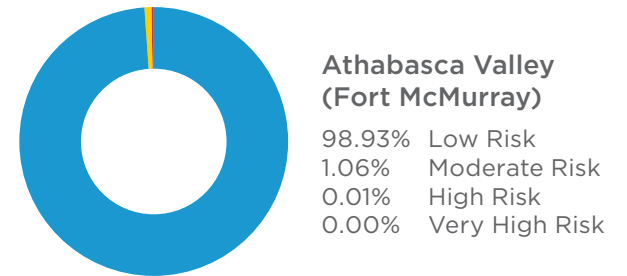 Athabasca Valley
(Fort McMurray)
98.93% Low Risk
1.06% Moderate Risk
0.01% High Risk
0.00% Very High Risk